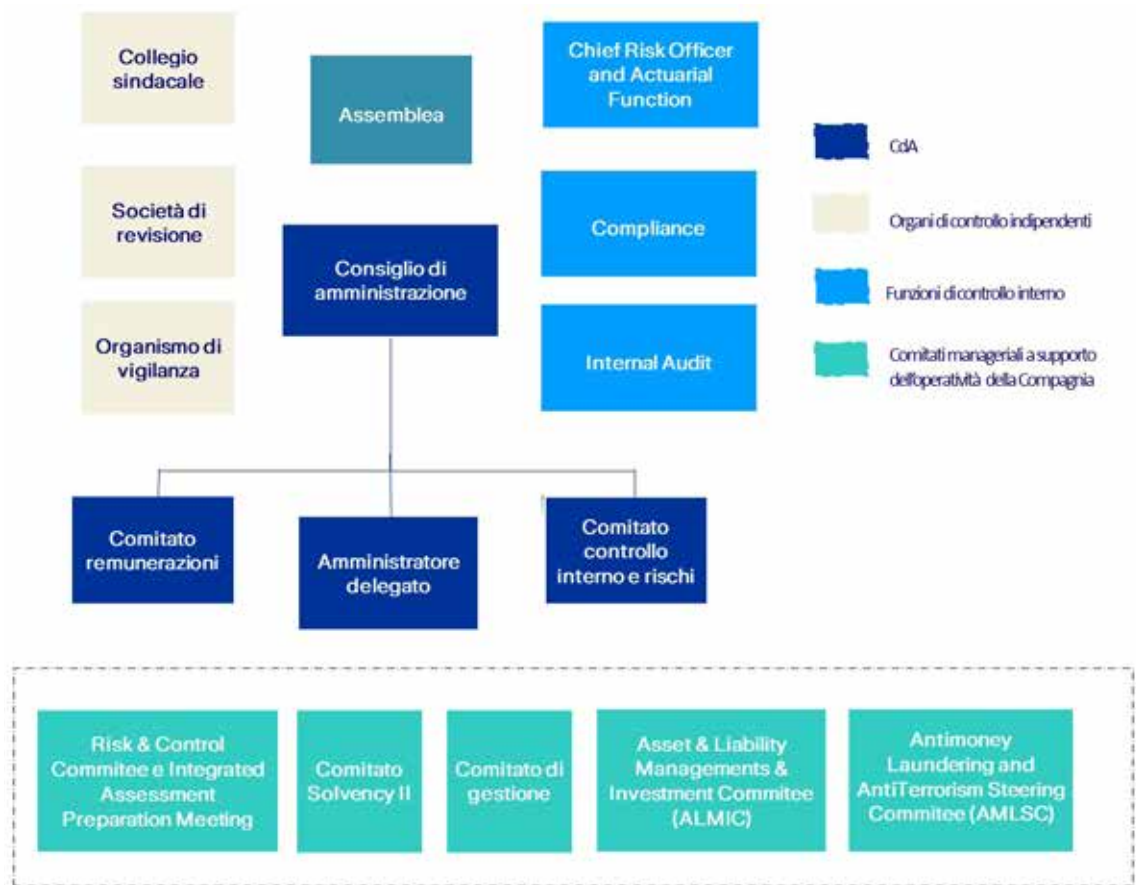 Collegio
sindacale
Assemblea
Chief Risk Officer
and Actuarial
Function
CdA
Società di
revisione
Consiglio di
amministrazione
Compliance
Organi di controllo indipendenti
Funzioni di controllo interno
Organismo di
vigilanza
Internal Audit
Comitati manageriali a supporto
dell'operatività della Compagnia
Comitato
remunerazioni
Amministratore
delegato
Comitato
controllo
interno e rischi
Risk & Control
Commitee e Integrated
Assessment
Preparation Meeting
Comitato
Solvency II
Comitato di
gestione
Asset & Liability
Managements &
Investment Commitee
(ALMIC)
Antimoney
Laundering and
AntiTerrorism Steering
Commitee (AMLSC)